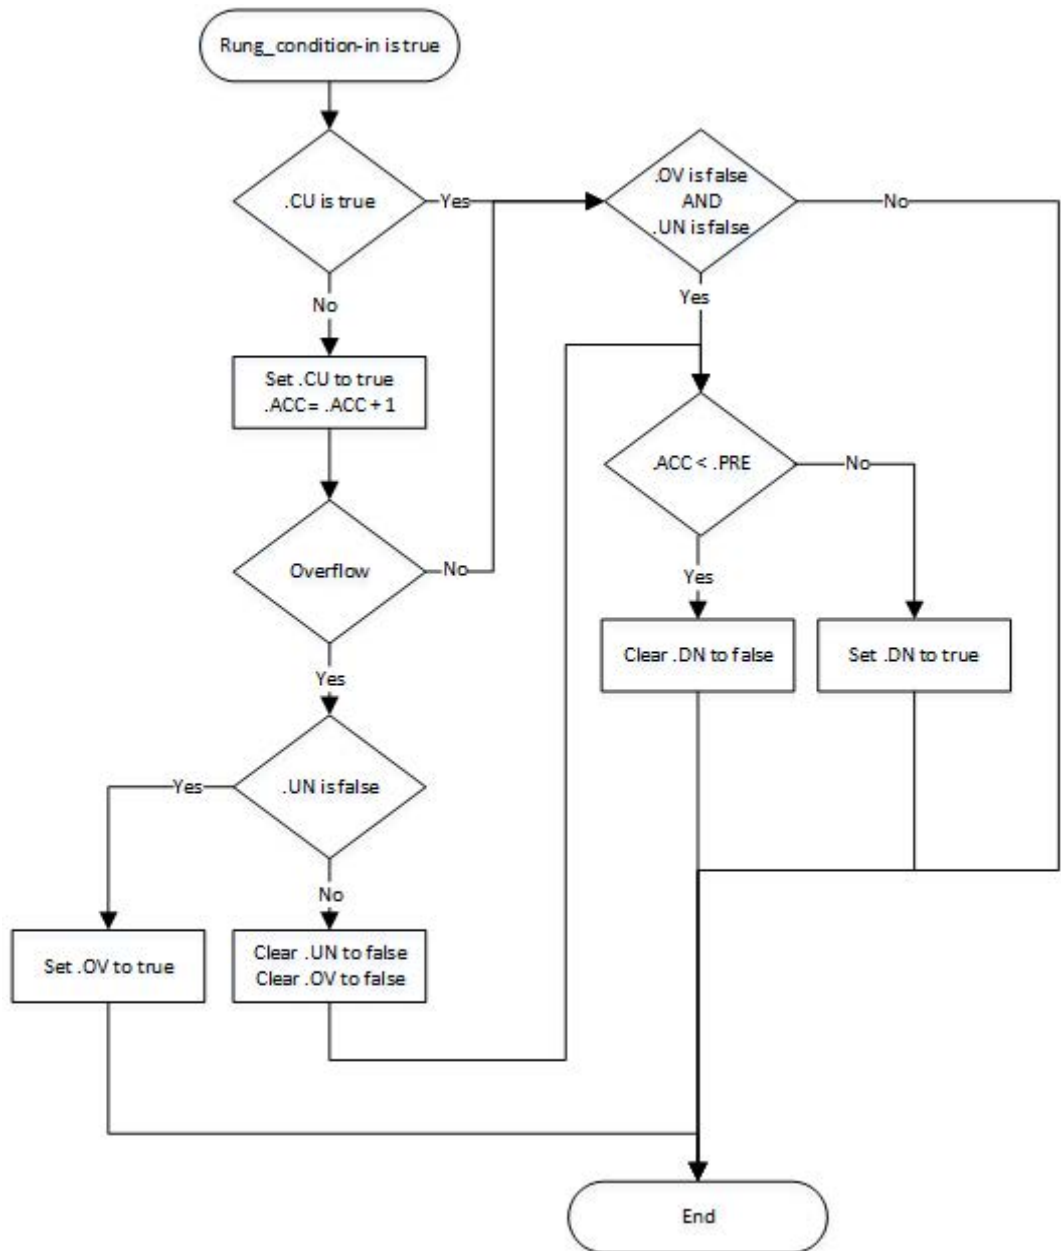 Rung_condition-in is true
.CU is true
Yes
.OV is false
AND
.UN is false
No
No
Yes
Set .CU to true
.ACC = .ACC + 1
.ACC < .PRE
No
Overflow
No
Yes
Clear .DN to false
Set .DN to true
Yes
.UN is false
Yes
No
Set .OV to true
Clear .UN to false
Clear .OV to false
End